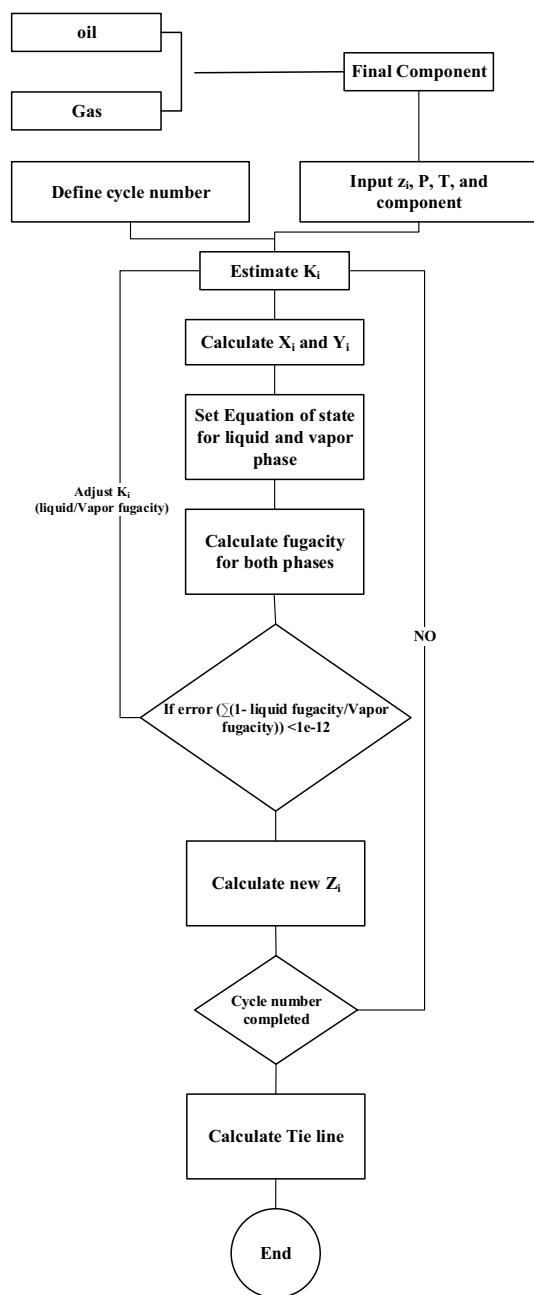 oil
Final Component
Gas
Define cycle number
Input zᵢ, P, T, and
component
Estimate Kᵢ
Calculate Xᵢ and Yᵢ
Set Equation of state
for liquid and vapor
phase
Adjust Kᵢ
(liquid/Vapor fugacity)
Calculate fugacity
for both phases
NO
If error (∑(1- liquid fugacity/Vapor
fugacity)) <1e-12
Calculate new Zᵢ
Cycle number
completed
Calculate Tie line
End